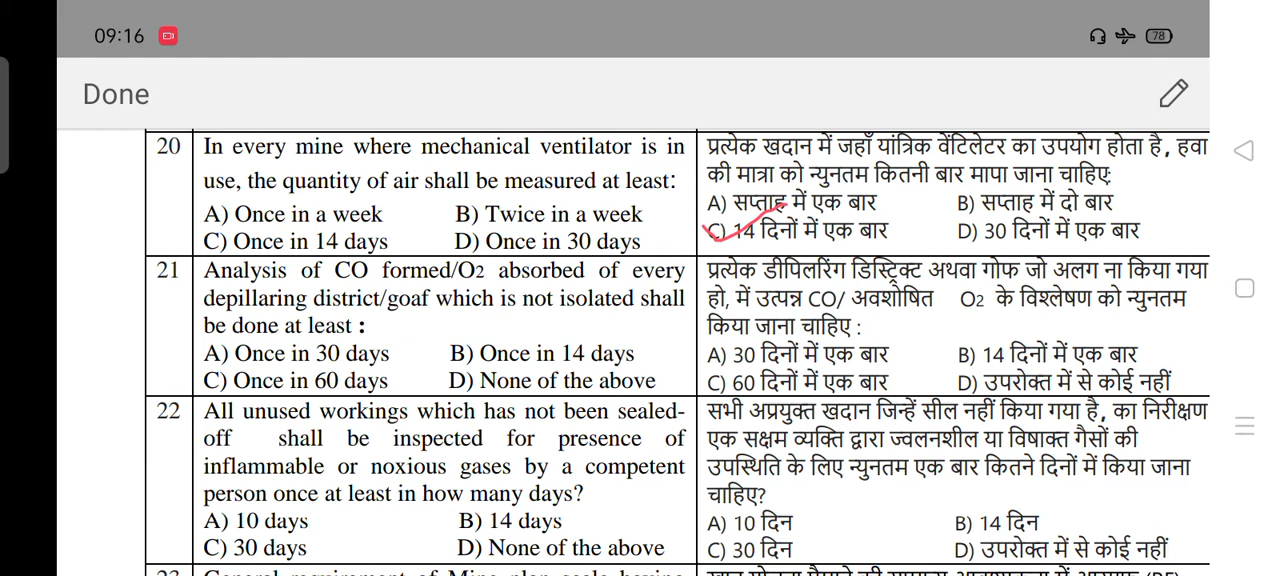 09:16
78
Done
20 In every mine where mechanical ventilator is in
use, the quantity of air shall be measured at least:
A) Once in a week B) Twice in a week
C) Once in 14 days D) Once in 30 days
प्रत्येक खदान में जहाँ यांत्रिक वेंटिलेटर का उपयोग होता है, हवा
की मात्रा को न्युनतम कितनी बार मापा जाना चाहिए:
A) सप्ताह में एक बार B) सप्ताह में दो बार
C) 14 दिनों में एक बार D) 30 दिनों में एक बार
21 Analysis of CO formed/O2 absorbed of every
depillaring district/goaf which is not isolated shall
be done at least :
A) Once in 30 days B) Once in 14 days
C) Once in 60 days D) None of the above
प्रत्येक डीपिलरिंग डिस्ट्रिक्ट अथवा गोफ जो अलग ना किया गया
हो, में उत्पन्न CO/ अवशोषित O2 के विश्लेषण को न्युनतम
किया जाना चाहिए :
A) 30 दिनों में एक बार B) 14 दिनों में एक बार
C) 60 दिनों में एक बार D) उपरोक्त में से कोई नहीं
22 All unused workings which has not been sealed-
off shall be inspected for presence of
inflammable or noxious gases by a competent
person once at least in how many days?
A) 10 days B) 14 days
C) 30 days D) None of the above
सभी अप्रयुक्त खदान जिन्हें सील नहीं किया गया है, का निरीक्षण
एक सक्षम व्यक्ति द्वारा ज्वलनशील या विषाक्त गैसों की
उपस्थिति के लिए न्युनतम एक बार कितने दिनों में किया जाना
चाहिए?
A) 10 दिन B) 14 दिन
C) 30 दिन D) उपरोक्त में से कोई नहीं